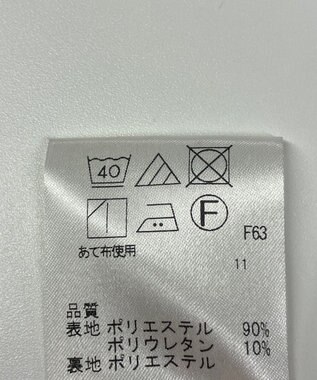 40
F
F63
あて布使用
11
品質
表地 ポリエステル 90%
ポリウレタン 10%
裏地 ポリエステル